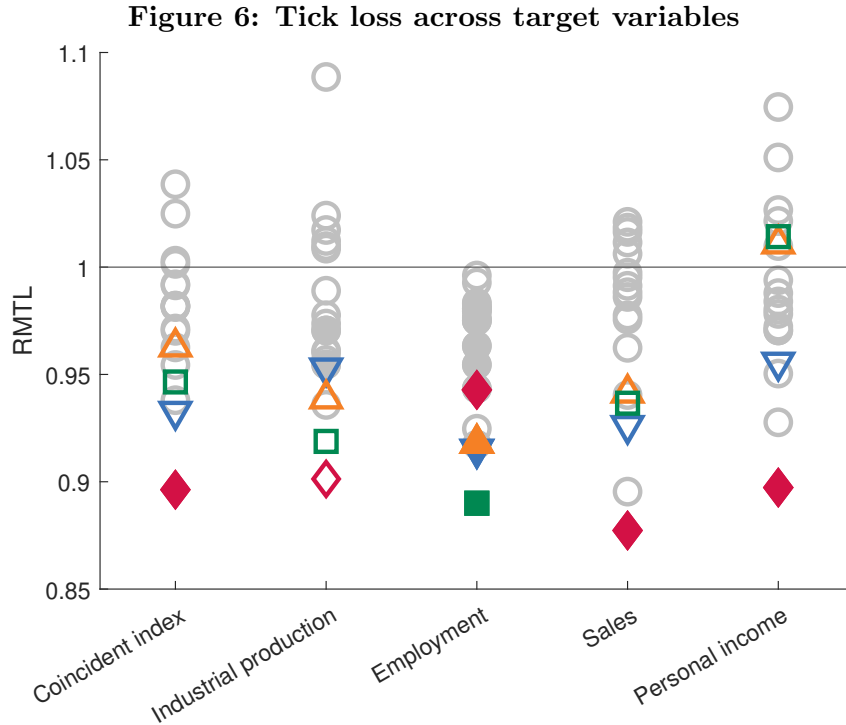 Figure 6: Tick loss across target variables
1.1
1.05
1
0.95
0.9
0.85
RMTL
Coincident index
Industrial production
Employment
Sales
Personal income